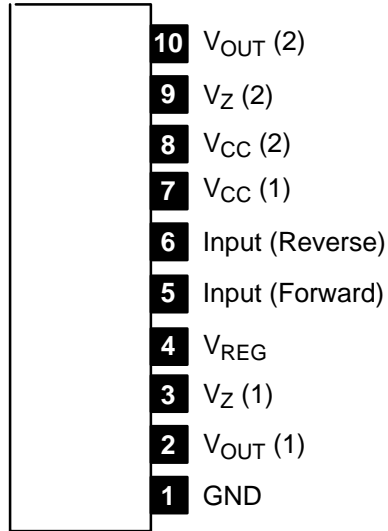 10 VOUT (2)
9 VZ (2)
8 VCC (2)
7 VCC (1)
6 Input (Reverse)
5 Input (Forward)
4 VREG
3 VZ (1)
2 VOUT (1)
1 GND